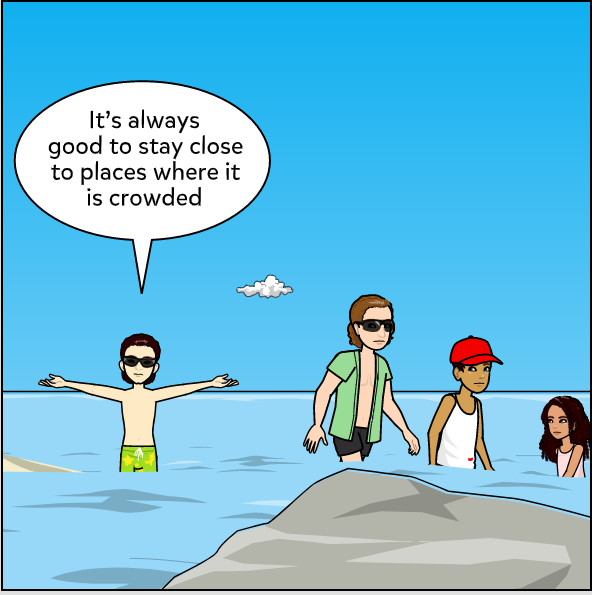 It's always
good to stay close
to places where it
is crowded